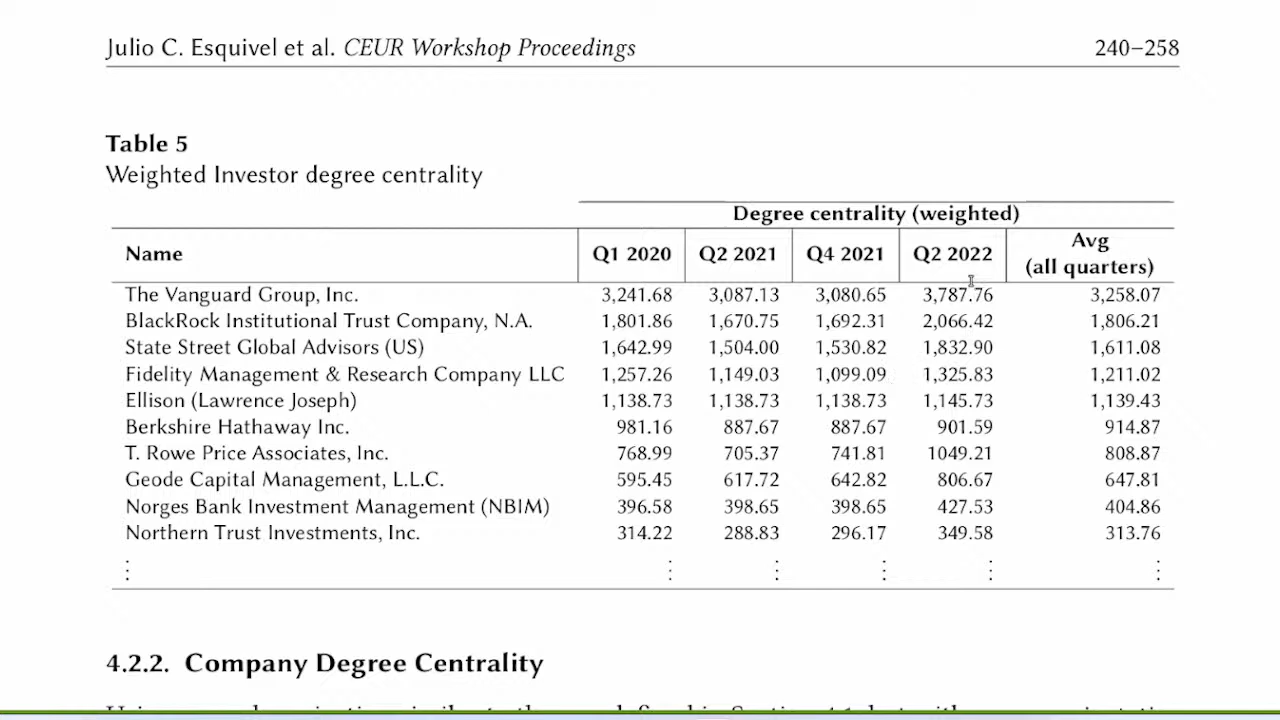 Julio C. Esquivel et al. CEUR Workshop Proceedings 240–258
Table 5
Weighted Investor degree centrality
Degree centrality (weighted)
Name Q1 2020 Q2 2021 Q4 2021 Q2 2022 Avg (all quarters)
The Vanguard Group, Inc. 3,241.68 3,087.13 3,080.65 3,787.76 3,258.07
BlackRock Institutional Trust Company, N.A. 1,801.86 1,670.75 1,692.31 2,066.42 1,806.21
State Street Global Advisors (US) 1,642.99 1,504.00 1,530.82 1,832.90 1,611.08
Fidelity Management & Research Company LLC 1,257.26 1,149.03 1,099.09 1,325.83 1,211.02
Ellison (Lawrence Joseph) 1,138.73 1,138.73 1,138.73 1,145.73 1,139.43
Berkshire Hathaway Inc. 981.16 887.67 887.67 901.59 914.87
T. Rowe Price Associates, Inc. 768.99 705.37 741.81 1049.21 808.87
Geode Capital Management, L.L.C. 595.45 617.72 642.82 806.67 647.81
Norges Bank Investment Management (NBIM) 396.58 398.65 398.65 427.53 404.86
Northern Trust Investments, Inc. 314.22 288.83 296.17 349.58 313.76
⋮ ⋮ ⋮ ⋮ ⋮ ⋮
4.2.2. Company Degree Centrality